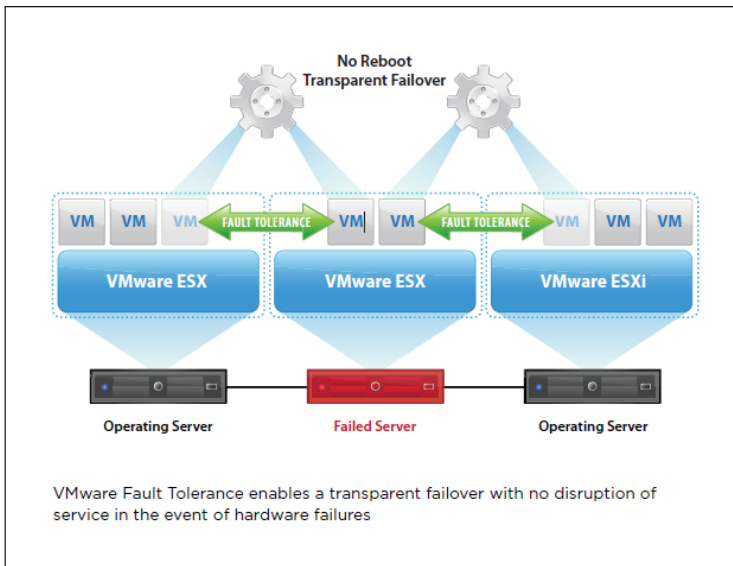 No Reboot
Transparent Failover
VM VM VM FAULT TOLERANCE VM VM FAULT TOLERANCE VM VM VM
VMware ESX VMware ESX VMware ESXi
Operating Server Failed Server Operating Server
VMware Fault Tolerance enables a transparent failover with no disruption of
service in the event of hardware failures